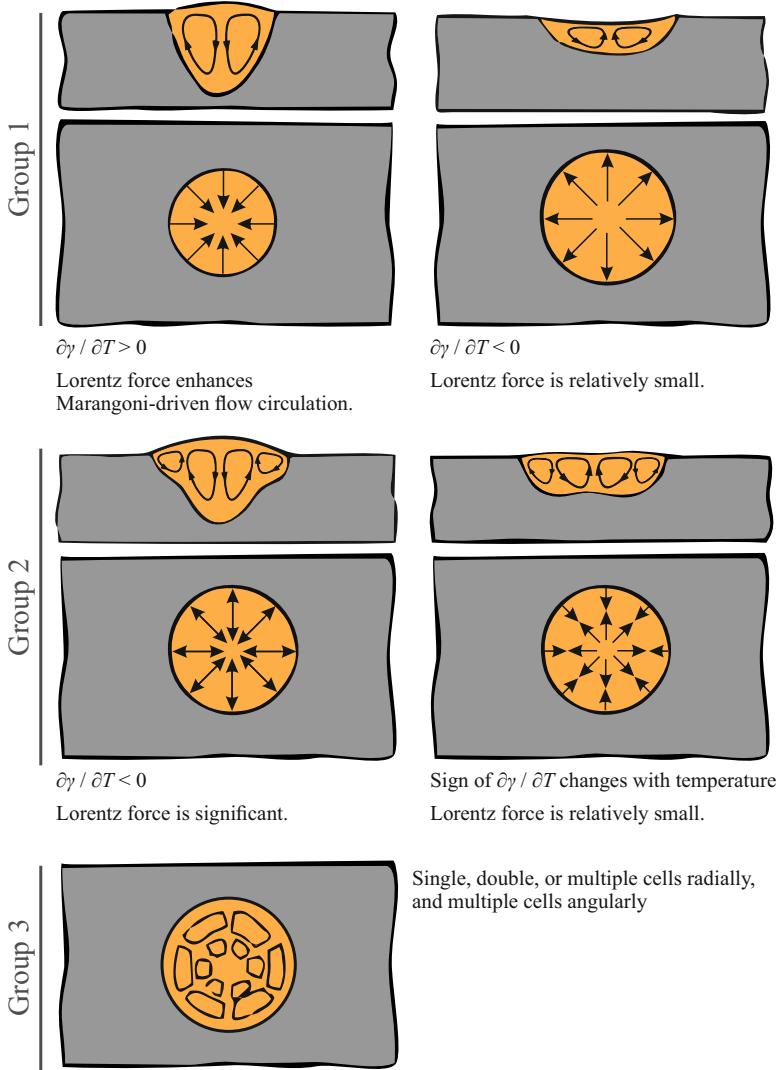 Group 1
∂γ / ∂T > 0
Lorentz force enhances
Marangoni-driven flow circulation.
∂γ / ∂T < 0
Lorentz force is relatively small.
Group 2
∂γ / ∂T < 0
Lorentz force is significant.
Sign of ∂γ / ∂T changes with temperature
Lorentz force is relatively small.
Group 3
Single, double, or multiple cells radially,
and multiple cells angularly